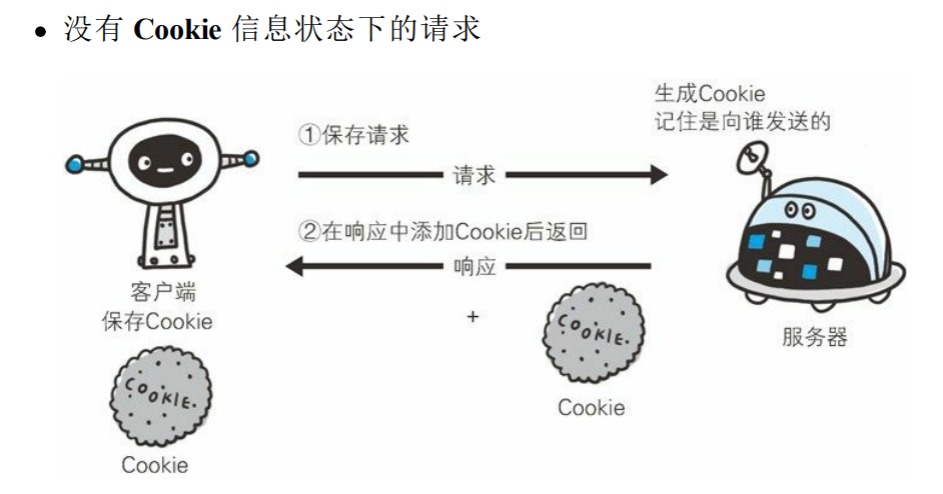 • 没有 Cookie 信息状态下的请求
生成Cookie
记住是向谁发送的
①保存请求
请求
②在响应中添加Cookie后返回
响应
客户端
保存Cookie
+
COOKIE.
服务器
Cookie
COOKIE.
Cookie